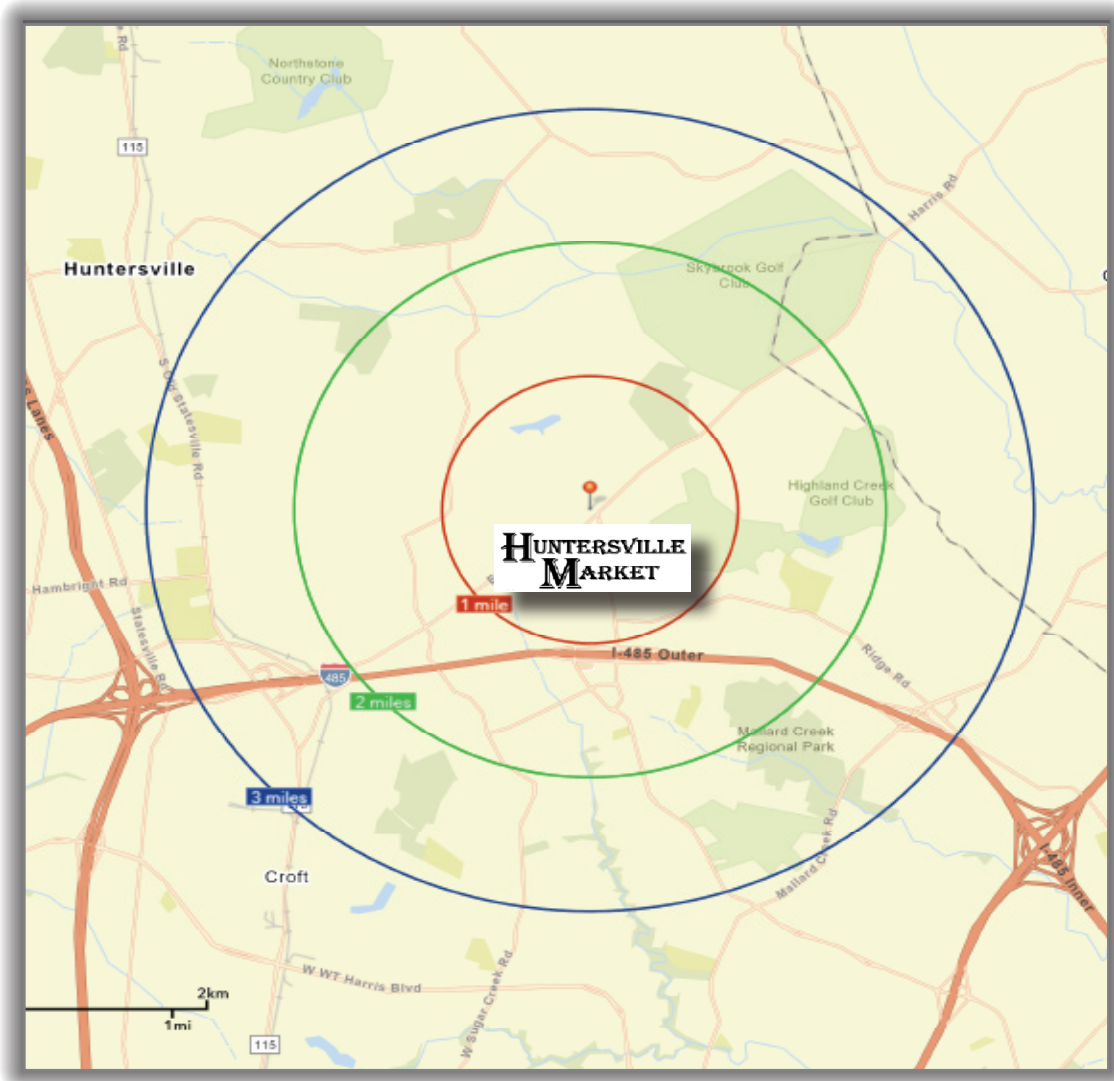 e Rd
Northstone
Country Club
115
Harris Rd
Huntersville
Skybrook Golf
Club
S Old Statesville Rd
s Lanes
Highland Creek
Golf Club
HUNTERSVILLE
MARKET
Hambright Rd
1 mile
Statesville Rd
I-485 Outer
Ridge Rd
485
2 miles
Mallard Creek
Regional Park
3 miles
Mallard Creek Rd
I-485 Inner
Croft
W WT Harris Blvd
W Sugar Creek Rd
2km
1mi
115